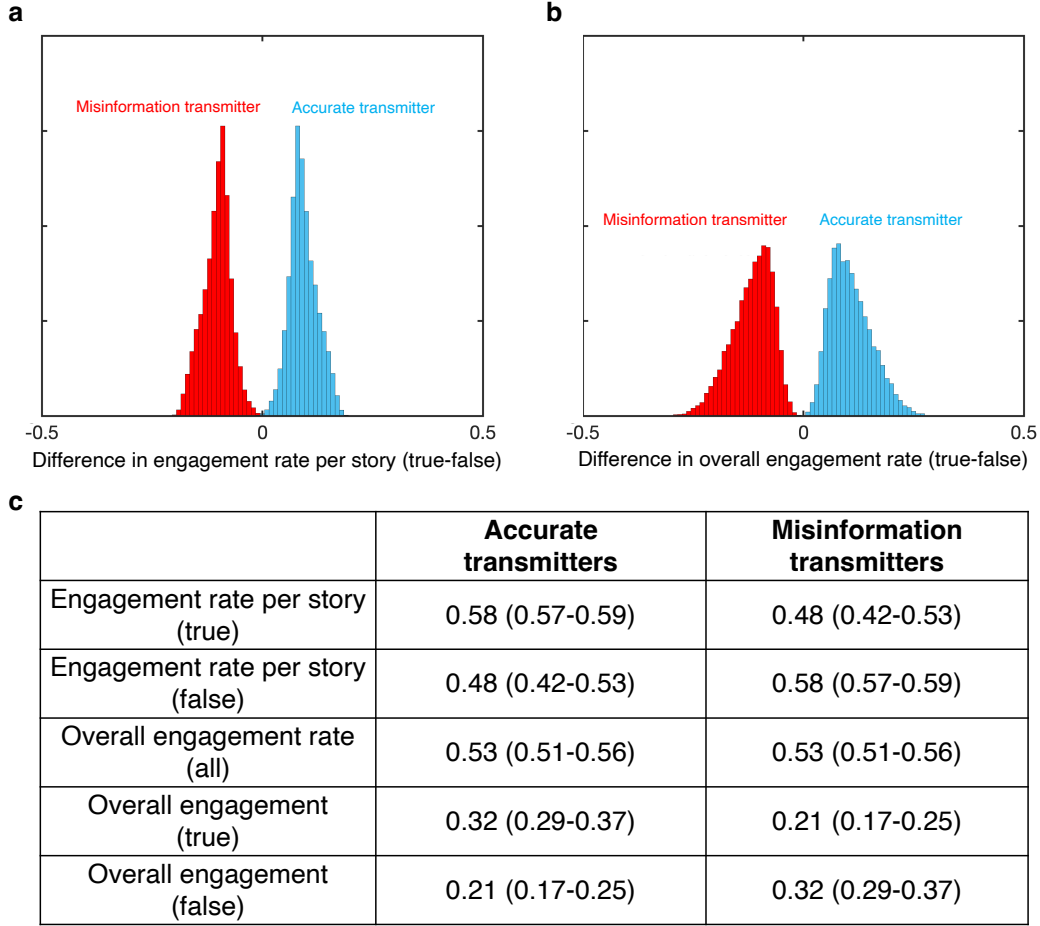 a
b
Misinformation transmitter
Accurate transmitter
Misinformation transmitter
Accurate transmitter
-0.5
0
0.5
-0.5
0
0.5
Difference in engagement rate per story (true-false)
Difference in overall engagement rate (true-false)
c
Accurate
transmitters
Misinformation
transmitters
Engagement rate per story
(true)
0.58 (0.57-0.59)
0.48 (0.42-0.53)
Engagement rate per story
(false)
0.48 (0.42-0.53)
0.58 (0.57-0.59)
Overall engagement rate
(all)
0.53 (0.51-0.56)
0.53 (0.51-0.56)
Overall engagement
(true)
0.32 (0.29-0.37)
0.21 (0.17-0.25)
Overall engagement
(false)
0.21 (0.17-0.25)
0.32 (0.29-0.37)